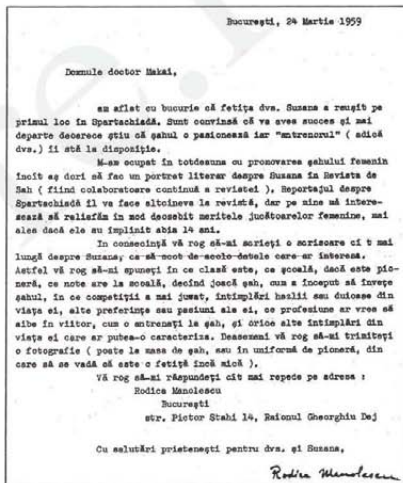 Bucureşti, 24 Martie 1959
Domnule doctor Makai,
am aflat cu bucurie că fetiţa dvs. Suzana a reuşit pe
primul loc în Spartachiadă. Sunt convinsă că va avea succes şi mai
departe deoarece ştiu că şahul o pasionează iar "antrenorul" ( adică
dvs.) îi stă la dispoziţie.
M-am ocupat în totdeauna cu promovarea şahului feminin
încît aş dori să fac un portret literar despre Suzana în Revista de
Sah ( fiind colaboratoare continuă a revistei ). Reportajul despre
Spartachiadă îl va face altcineva la revistă, dar pe mine mă intere-
sează să reliefăm în mod deosebit meritele jucătoarelor feminine, mai
ales dacă ele au împlinit abia 14 ani.
În consecinţă vă rog să-mi scrieţi o scrisoare cît mai
lungă despre Suzana, ca să scot de acolo datele care ar interesa.
Astfel vă rog să-mi spuneţi în ce clasă este, ce şcoală, dacă este pio-
neră, ce note are la scoală, decînd joacă şah, cum a început să înveţe
şahul, în ce competiţii a mai jucat, întîmplări hazlii sau duioase din
viaţa ei, alte preferinţe sau pasiuni ale ei, ce profesiune ar vrea să
aibe în viitor, cum o antrenaţi la şah, şi orice alte întîmplări din
viaţa ei care ar putea-o caracteriza. Deasemeni vă rog să-mi trimiteţi
o fotografie ( poate la masa de şah, sau în uniformă de pioneră, din
care să se vadă că este o fetiţă încă mică ).
Vă rog să-mi răspundeţi cît mai repede pe adresa :
Rodica Manolescu
Bucureşti
str. Pictor Stahi 14, Raionul Gheorghiu Dej
Cu salutări prieteneşti pentru dvs. şi Suzana,
Rodica Manolescu